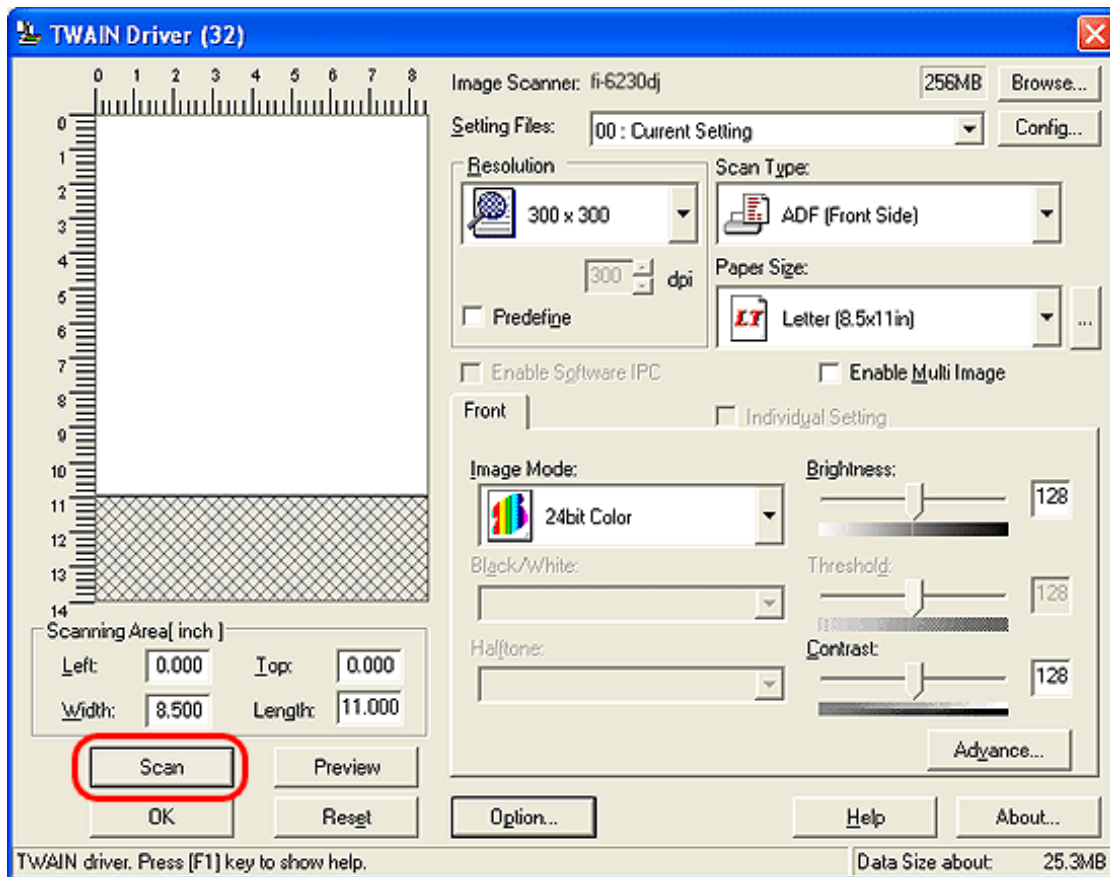 TWAIN Driver (32)
0 1 2 3 4 5 6 7 8
0
1
2
3
4
5
6
7
8
9
10
11
12
13
14
Scanning Area[ inch ]
Left: 0.000 Top: 0.000
Width: 8.500 Length: 11.000
Scan Preview
OK Reset
Image Scanner: fi-6230dj 256MB Browse...
Setting Files: 00 : Current Setting Config...
Resolution
300 x 300
300 dpi
Predefine
Scan Type:
ADF (Front Side)
Paper Size:
LT Letter (8.5x11in) ...
Enable Software IPC Enable Multi Image
Front Individual Setting
Image Mode:
24bit Color
Black/White:
Halftone:
Brightness:
128
Threshold:
128
Contrast:
128
Advance...
Option... Help About...
TWAIN driver. Press [F1] key to show help. Data Size about: 25.3MB